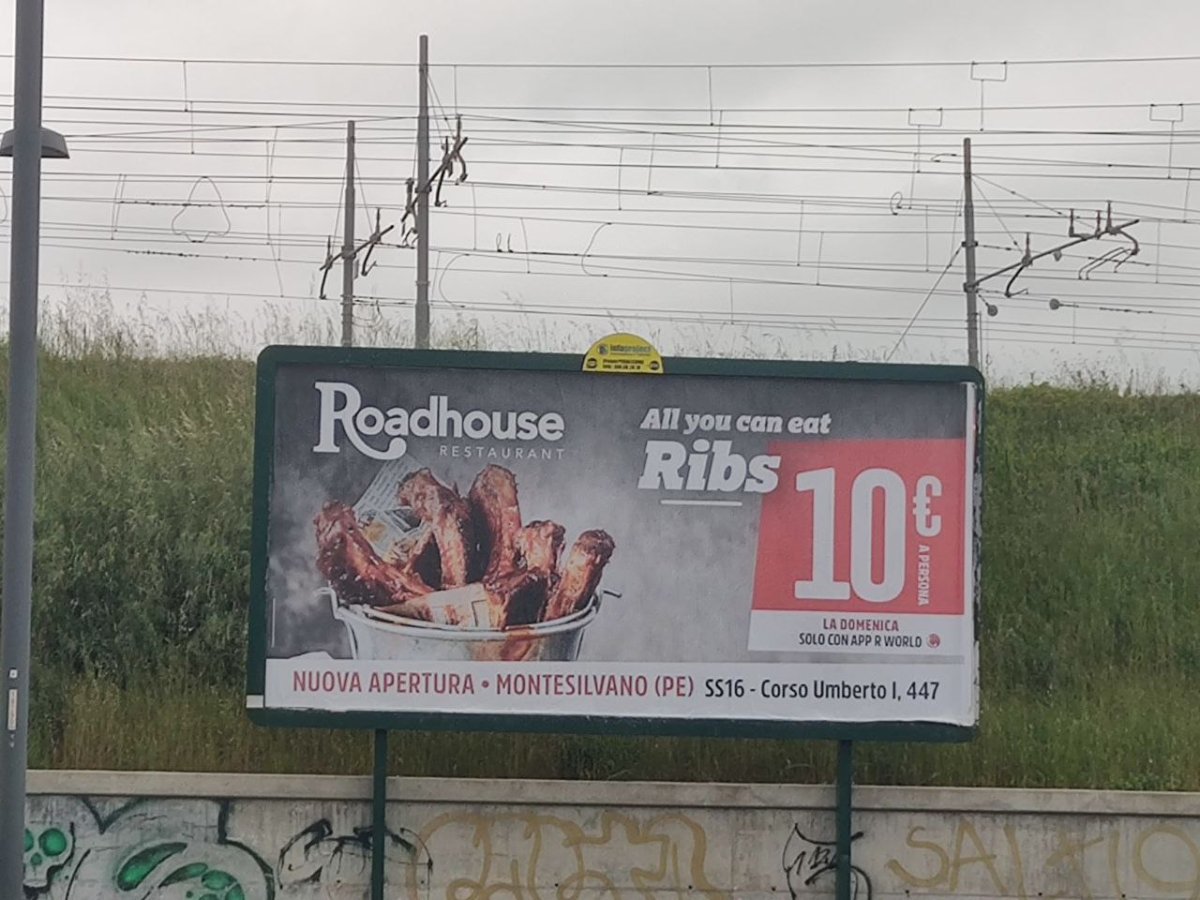 infoproject
Roadhouse
RESTAURANT
All you can eat
Ribs
10€
A PERSONA
LA DOMENICA
SOLO CON APP R WORLD
NUOVA APERTURA • MONTESILVANO (PE) SS16 - Corso Umberto I, 447